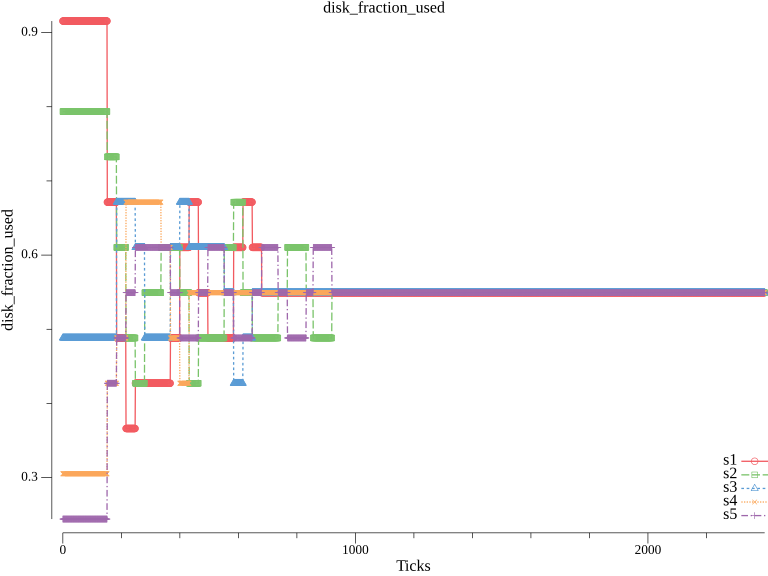 disk_fraction_used
0.9
0.6
0.3
disk_fraction_used
s1
s2
s3
s4
s5
0
1000
2000
Ticks